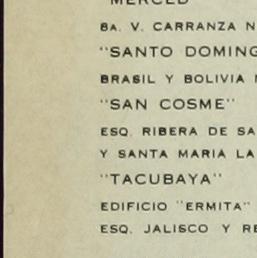 "MERCED
8A. V. CARRANZA N
"SANTO DOMING
BRASIL Y BOLIVIA
"SAN COSME"
ESQ. RIBERA DE SA
Y SANTA MARIA LA
"TACUBAYA"
EDIFICIO "ERMITA"
ESQ. JALISCO Y RE